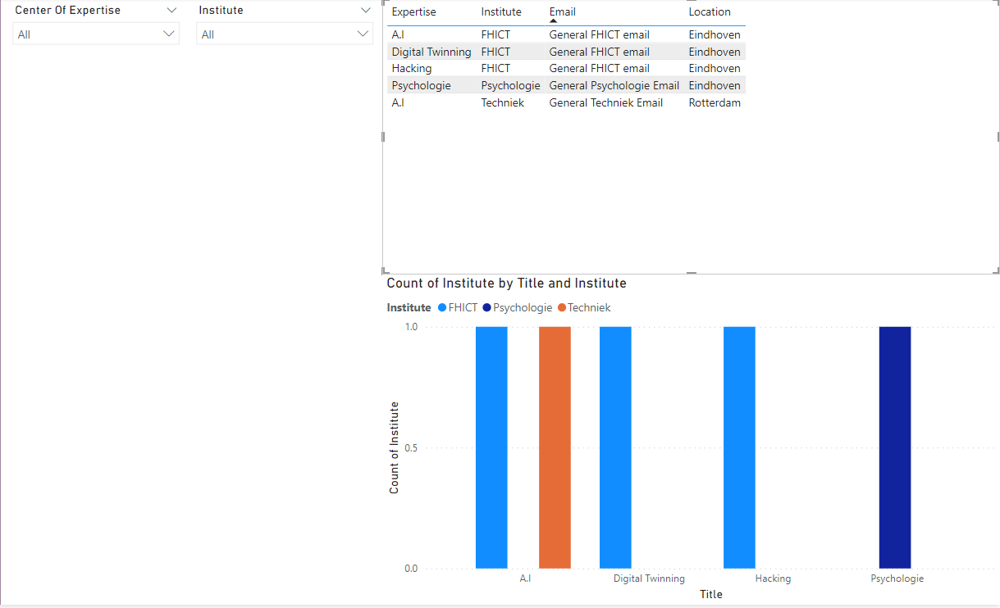 Center Of Expertise
All
Institute
All
Expertise Institute Email Location
A.I FHICT General FHICT email Eindhoven
Digital Twinning FHICT General FHICT email Eindhoven
Hacking FHICT General FHICT email Eindhoven
Psychologie Psychologie General Psychologie Email Eindhoven
A.I Techniek General Techniek Email Rotterdam
Count of Institute by Title and Institute
Institute FHICT Psychologie Techniek
1.0
0.5
0.0
Count of Institute
A.I Digital Twinning Hacking Psychologie
Title